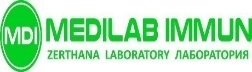 MDI MEDILAB IMMUN
ZERTHANA LABORATORY ЛАБОРАТОРИЯ